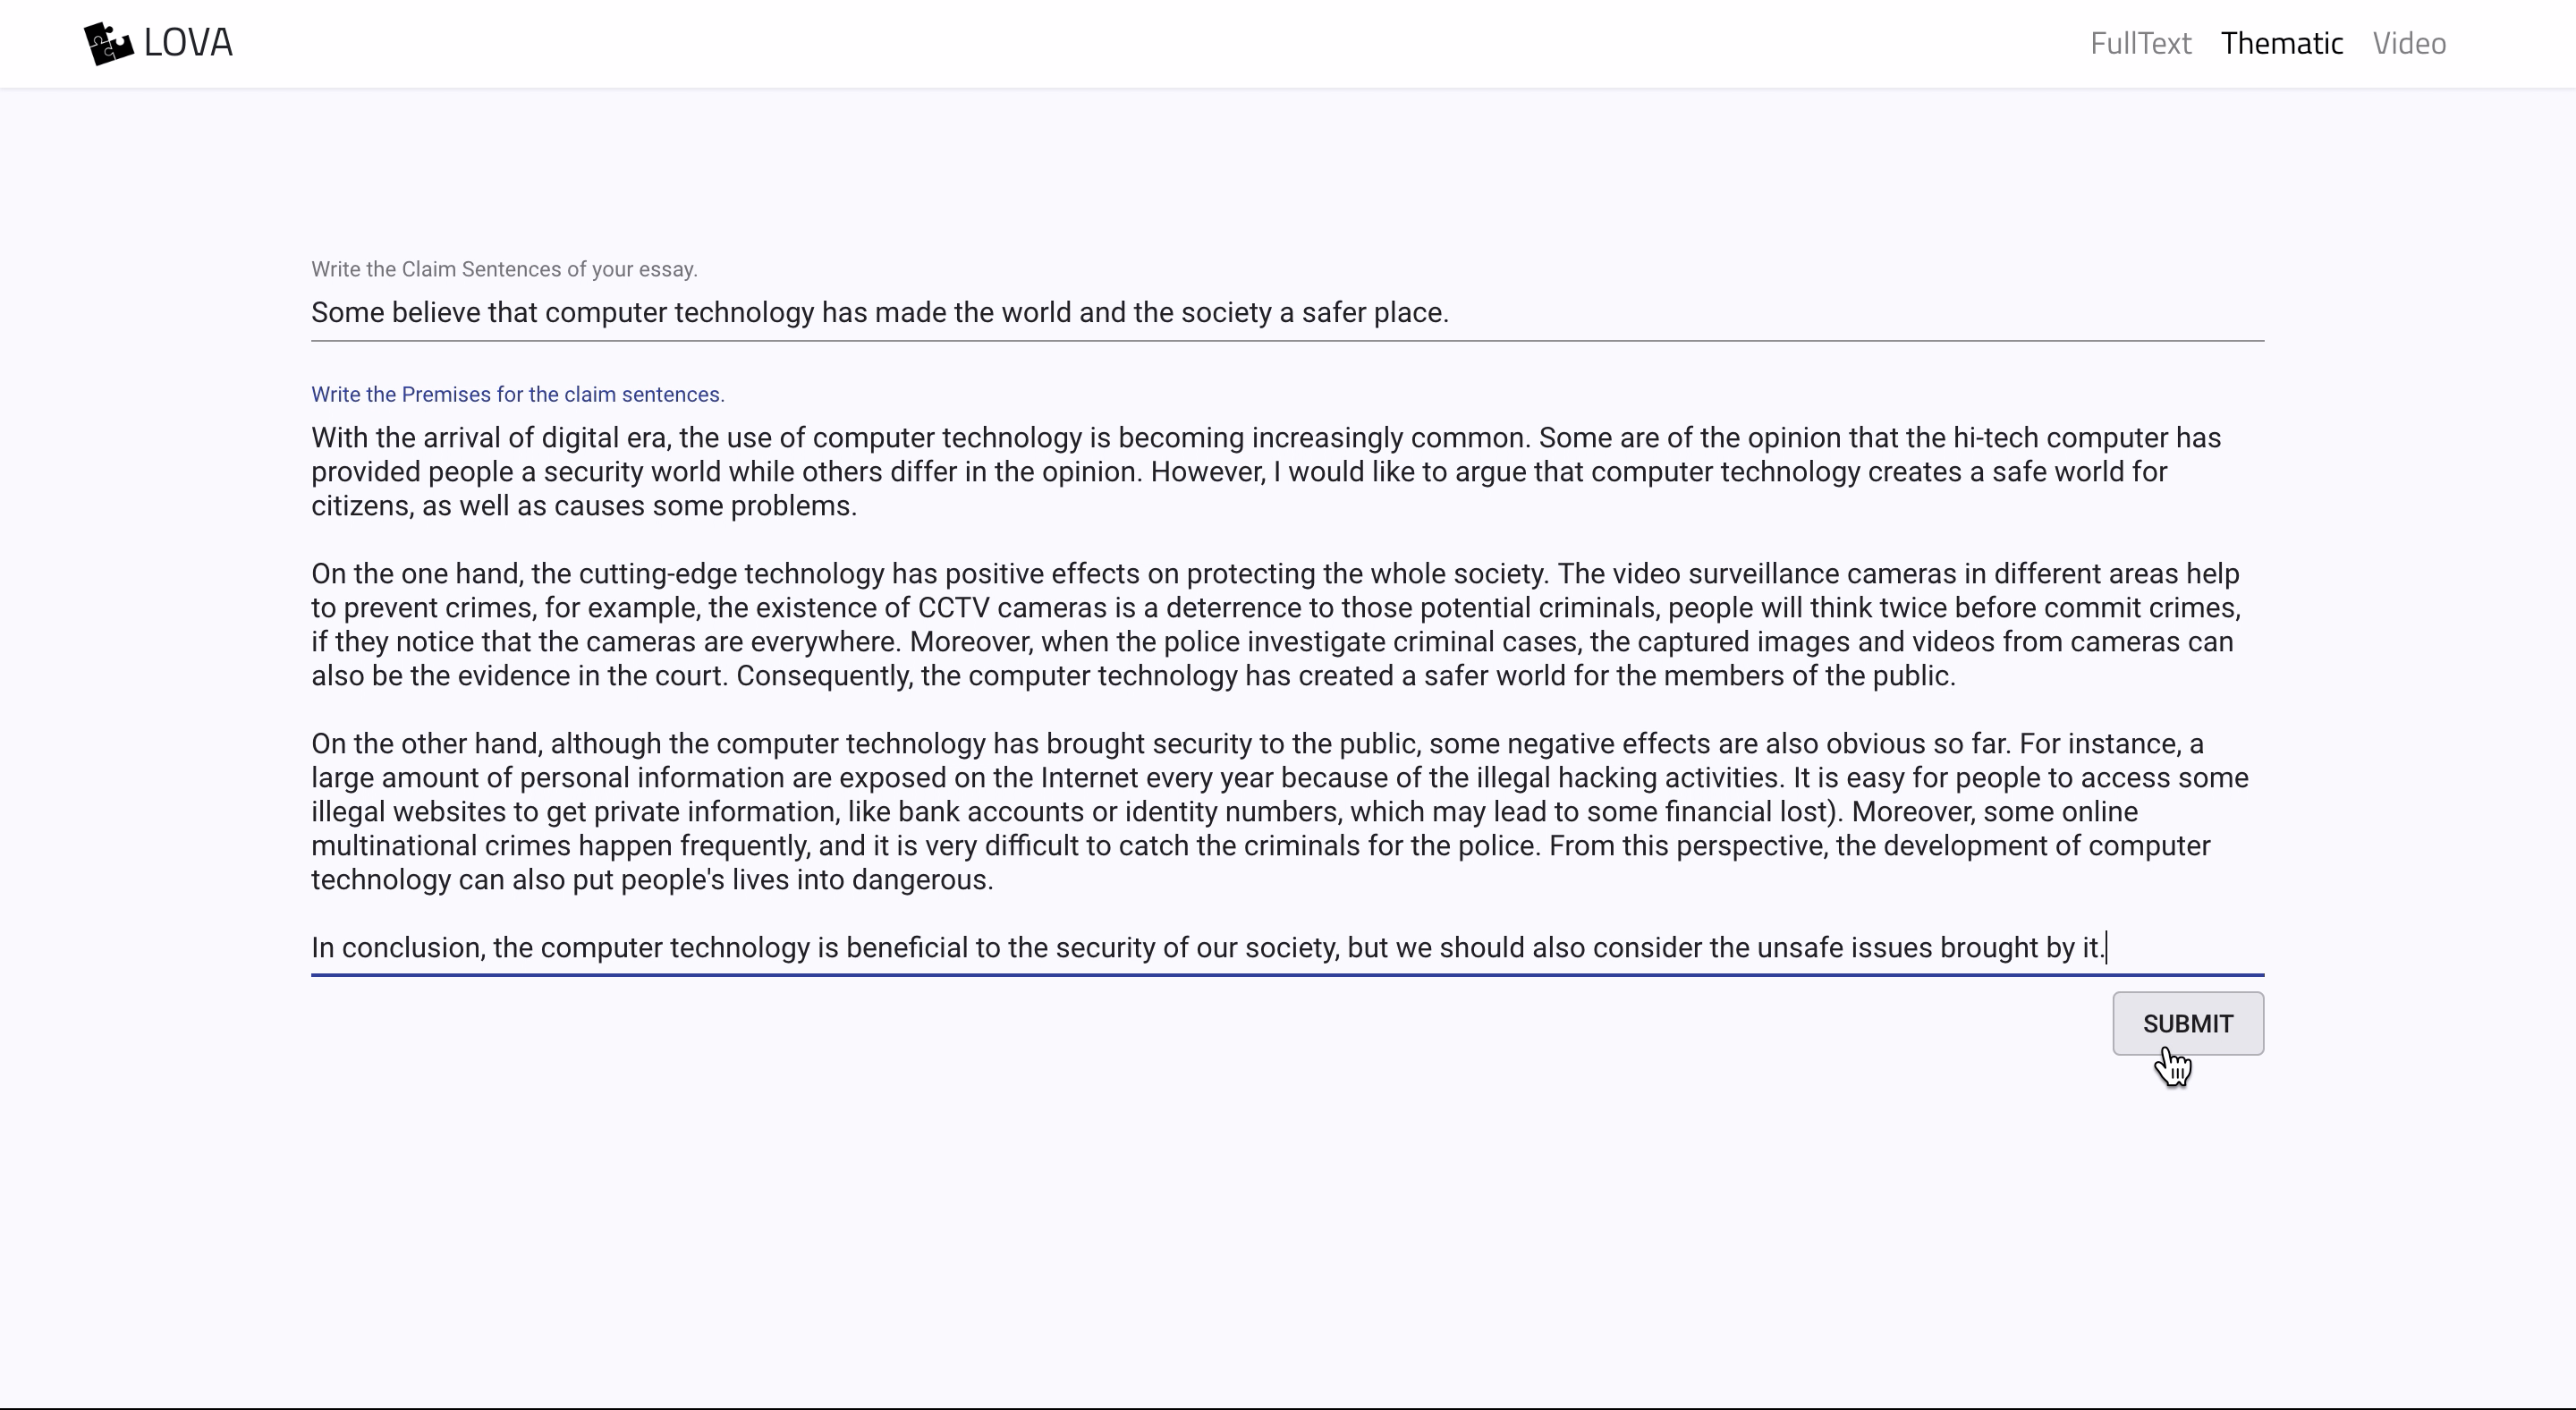 LOVA
FullText Thematic Video
Write the Claim Sentences of your essay.
Some believe that computer technology has made the world and the society a safer place.
Write the Premises for the claim sentences.
With the arrival of digital era, the use of computer technology is becoming increasingly common. Some are of the opinion that the hi-tech computer has
provided people a security world while others differ in the opinion. However, I would like to argue that computer technology creates a safe world for
citizens, as well as causes some problems.
On the one hand, the cutting-edge technology has positive effects on protecting the whole society. The video surveillance cameras in different areas help
to prevent crimes, for example, the existence of CCTV cameras is a deterrence to those potential criminals, people will think twice before commit crimes,
if they notice that the cameras are everywhere. Moreover, when the police investigate criminal cases, the captured images and videos from cameras can
also be the evidence in the court. Consequently, the computer technology has created a safer world for the members of the public.
On the other hand, although the computer technology has brought security to the public, some negative effects are also obvious so far. For instance, a
large amount of personal information are exposed on the Internet every year because of the illegal hacking activities. It is easy for people to access some
illegal websites to get private information, like bank accounts or identity numbers, which may lead to some financial lost). Moreover, some online
multinational crimes happen frequently, and it is very difficult to catch the criminals for the police. From this perspective, the development of computer
technology can also put people's lives into dangerous.
In conclusion, the computer technology is beneficial to the security of our society, but we should also consider the unsafe issues brought by it.
SUBMIT